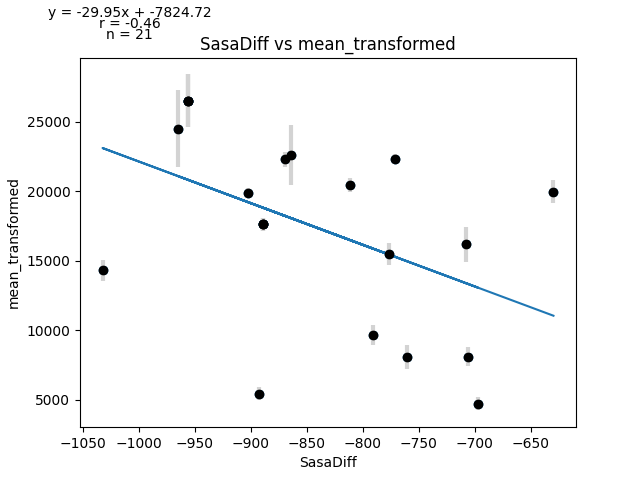 y = -29.95x + -7824.72
r = -0.46
n = 21
SasaDiff vs mean_transformed
mean_transformed
25000
20000
15000
10000
5000
−1050 −1000 −950 −900 −850 −800 −750 −700 −650
SasaDiff